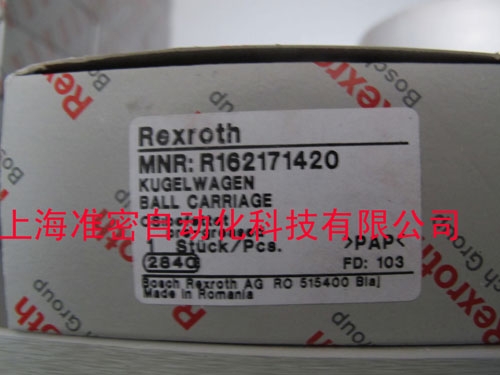 Rexroth
Bosch Group
Rexroth
MNR: R162171420
KUGELWAGEN
BALL CARRIAGE
上海准密自动化科技有限公司
1 Stück/Pcs.
>PAP<
2840
FD: 103
Bosch Rexroth AG RO 515400 Blaj
Made in Romania
Rexroth
Bosch Group